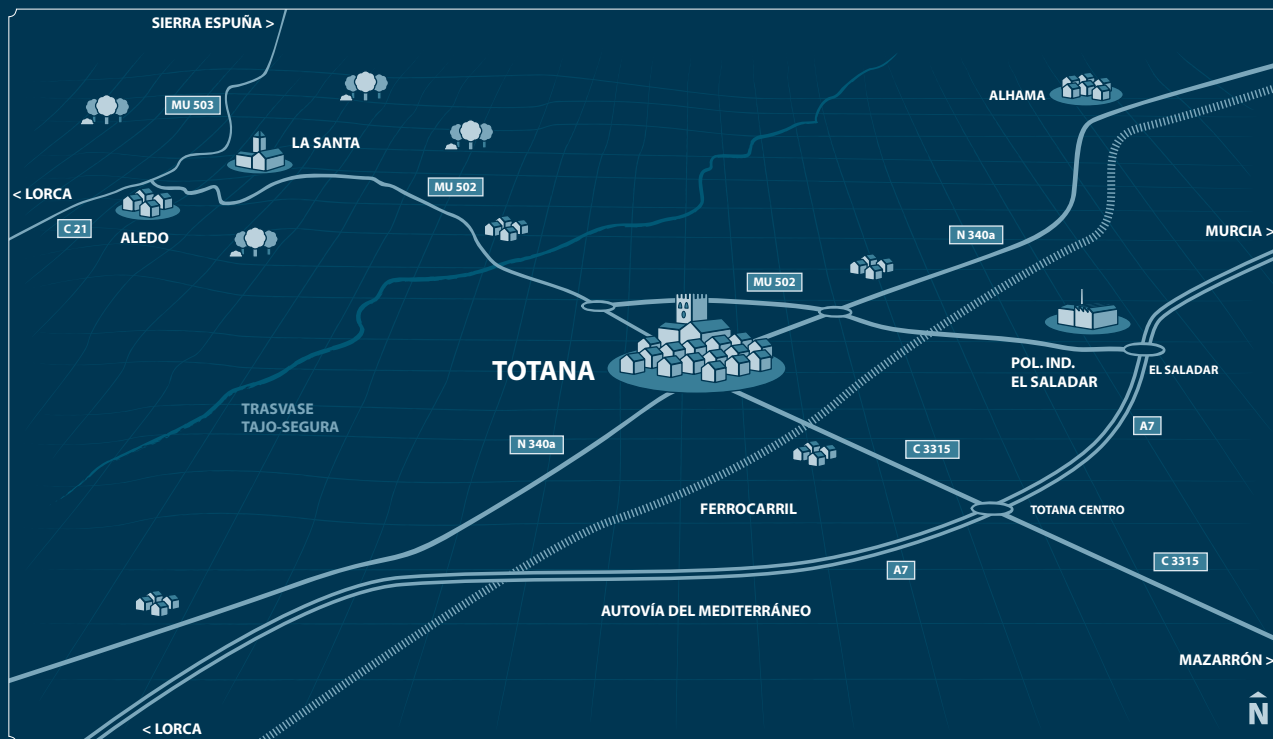 SIERRA ESPUÑA >
ALHAMA
MU 503
LA SANTA
MU 502
< LORCA
C 21
ALEDO
N 340a
MURCIA >
MU 502
TOTANA
POL. IND.
EL SALADAR
EL SALADAR
TRASVASE
TAJO-SEGURA
A7
N 340a
C 3315
FERROCARRIL
TOTANA CENTRO
C 3315
A7
AUTOVÍA DEL MEDITERRÁNEO
MAZARRÓN >
N
< LORCA